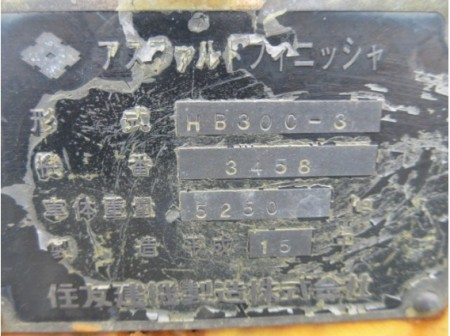 アスファルトフィニッシャ
形式 HB30C-3
機番 3458
車体重量 5250 kg
製造 平成 15 年
住友建機製造株式会社